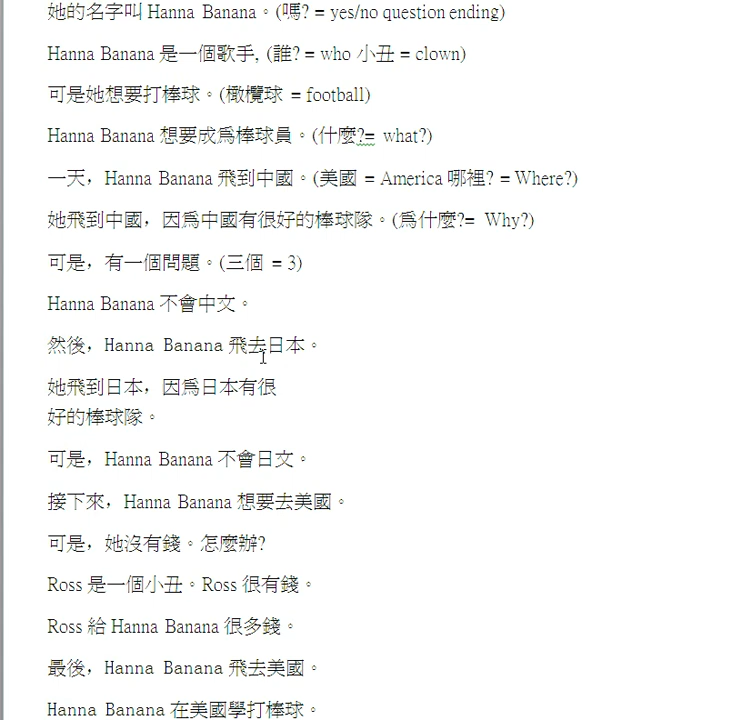 她的名字叫 Hanna Banana。(嗎? = yes/no question ending)
Hanna Banana 是一個歌手, (誰? = who 小丑 = clown)
可是她想要打棒球。(橄欖球 = football)
Hanna Banana 想要成爲棒球員。(什麼?= what?)
一天，Hanna Banana 飛到中國。(美國 = America 哪裡? = Where?)
她飛到中國，因爲中國有很好的棒球隊。(爲什麼?= Why?)
可是，有一個問題。(三個 = 3)
Hanna Banana 不會中文。
然後，Hanna Banana 飛去日本。
她飛到日本，因爲日本有很
好的棒球隊。
可是，Hanna Banana 不會日文。
接下來，Hanna Banana 想要去美國。
可是，她沒有錢。怎麼辦?
Ross 是一個小丑。Ross 很有錢。
Ross 給 Hanna Banana 很多錢。
最後，Hanna Banana 飛去美國。
Hanna Banana 在美國學打棒球。